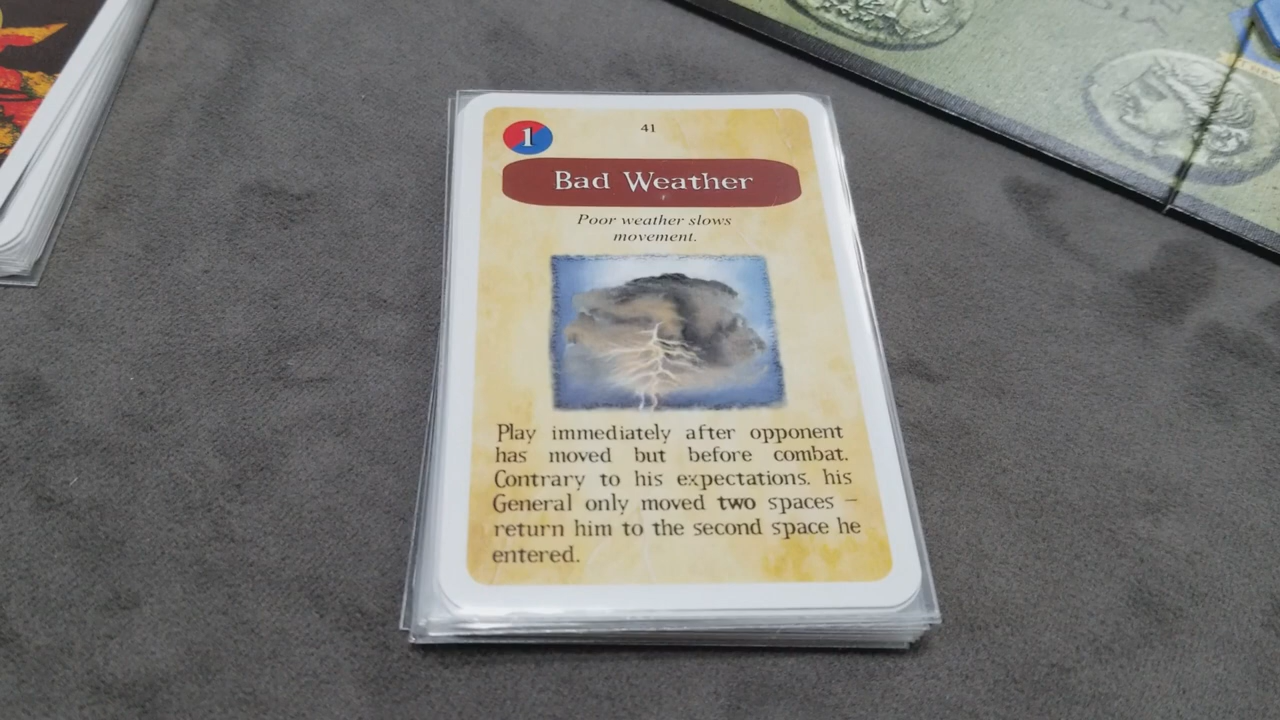 1
41
Bad Weather
Poor weather slows
movement.
Play immediately after opponent
has moved but before combat.
Contrary to his expectations, his
General only moved two spaces –
return him to the second space he
entered.